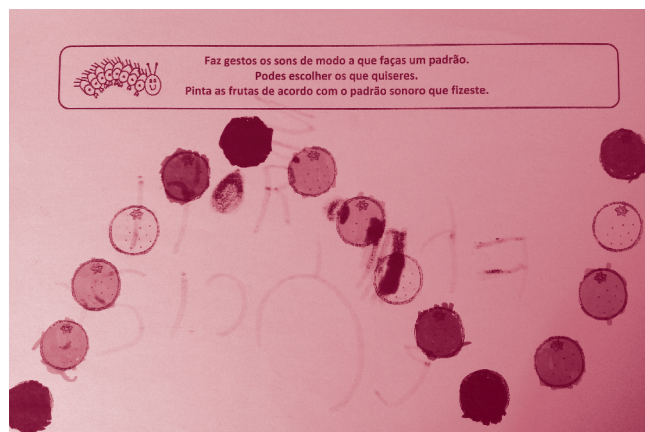 Faz gestos os sons de modo a que faças um padrão.
Podes escolher os que quiseres.
Pinta as frutas de acordo com o padrão sonoro que fizeste.